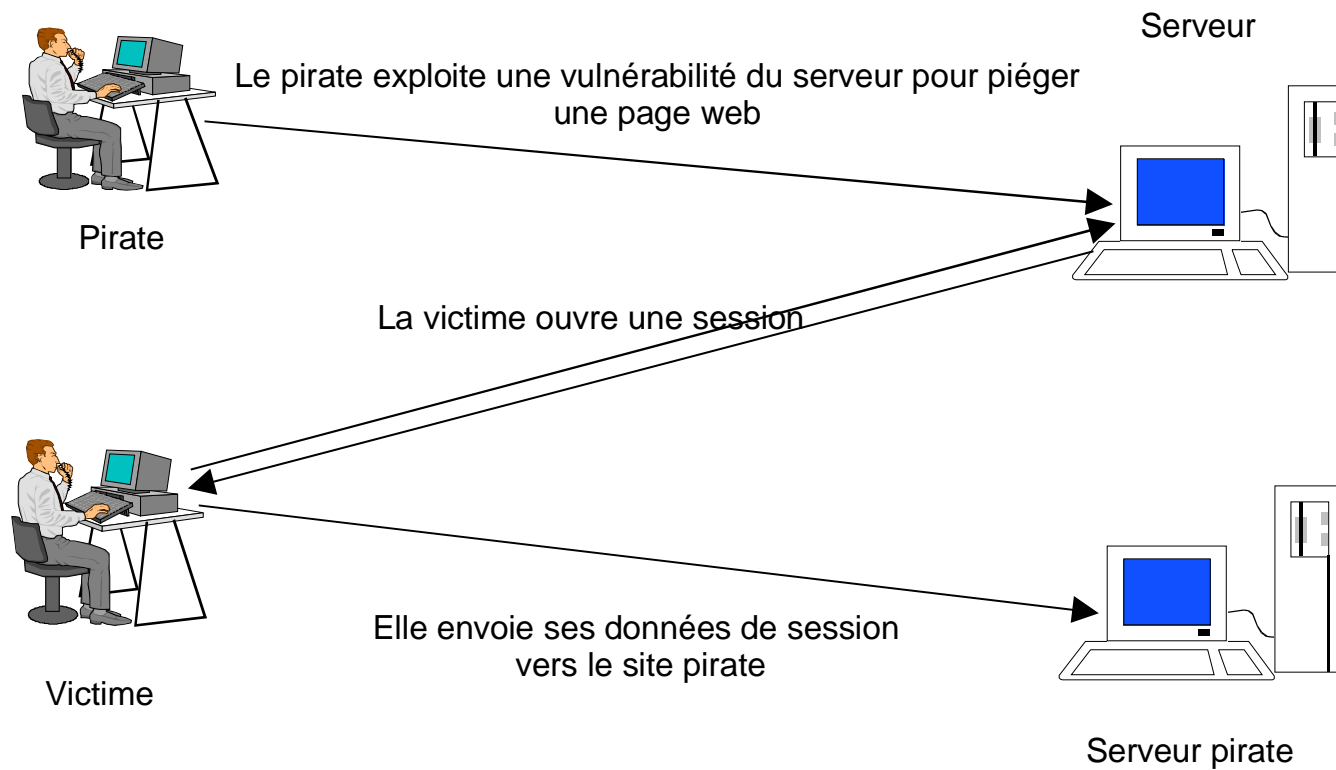 Serveur
Le pirate exploite une vulnérabilité du serveur pour piéger
une page web
Pirate
La victime ouvre une session
Elle envoie ses données de session
vers le site pirate
Victime
Serveur pirate